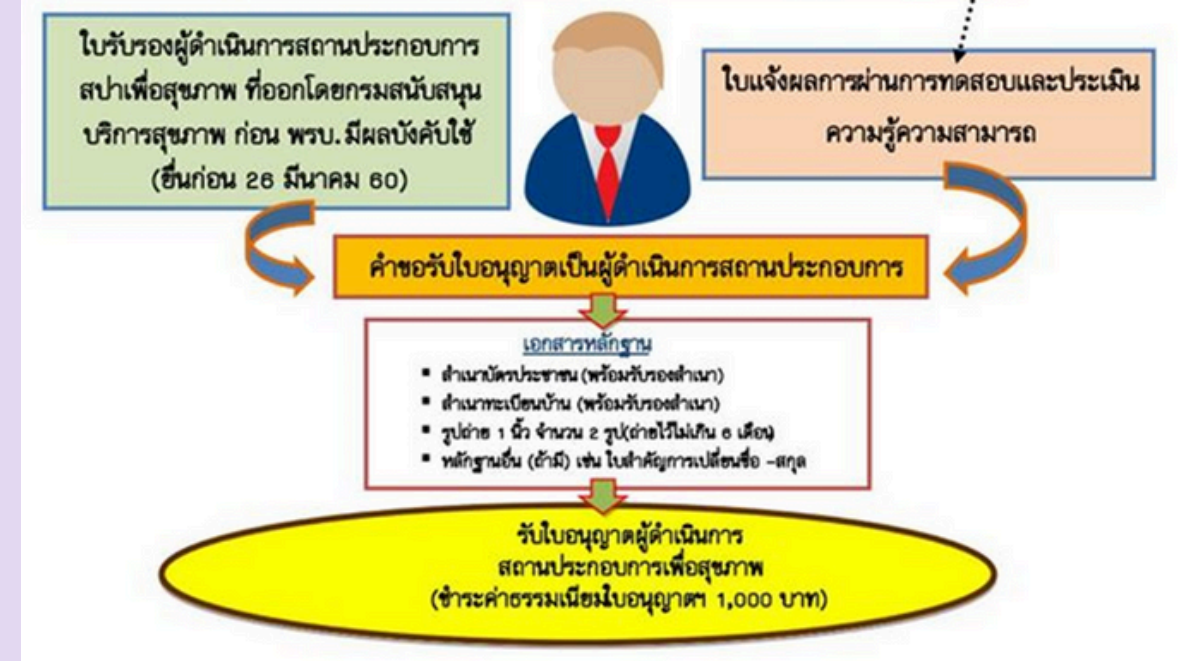 ใบรับรองผู้ดำเนินการสถานประกอบการ
สปาเพื่อสุขภาพ ที่ออกโดยกรมสนับสนุน
บริการสุขภาพ ก่อน พรบ. มีผลบังคับใช้
(ยื่นก่อน 26 มีนาคม 60)
ใบแจ้งผลการผ่านการทดสอบและประเมิน
ความรู้ความสามารถ
คำขอรับใบอนุญาตเป็นผู้ดำเนินการสถานประกอบการ
เอกสารหลักฐาน
▪ สำเนาบัตรประชาชน (พร้อมรับรองสำเนา)
▪ สำเนาทะเบียนบ้าน (พร้อมรับรองสำเนา)
▪ รูปถ่าย 1 นิ้ว จำนวน 2 รูป(ถ่ายไว้ไม่เกิน 6 เดือน)
▪ หลักฐานอื่น (ถ้ามี) เช่น ใบสำคัญการเปลี่ยนชื่อ –สกุล
รับใบอนุญาตผู้ดำเนินการ
สถานประกอบการเพื่อสุขภาพ
(ชำระค่าธรรมเนียมใบอนุญาตฯ 1,000 บาท)